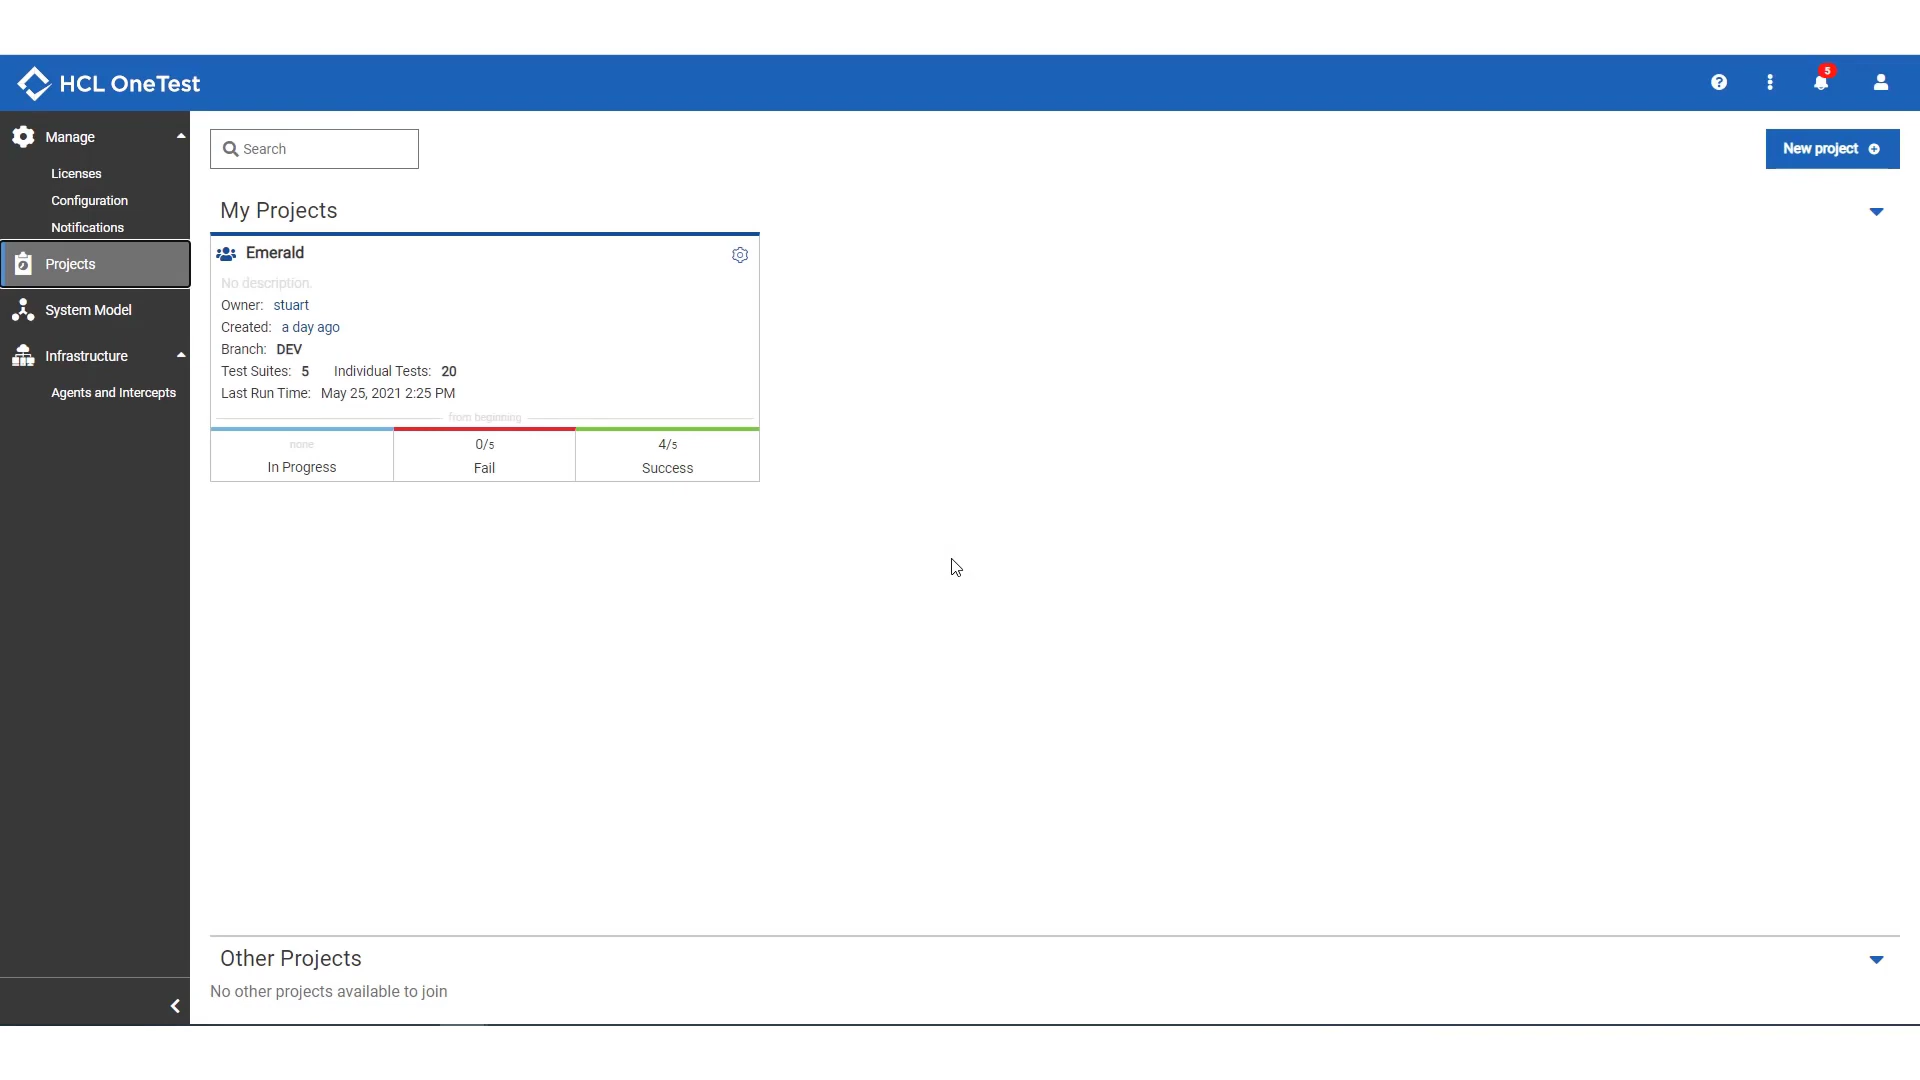 HCL OneTest
5
Manage
Licenses
Configuration
Notifications
Projects
System Model
Infrastructure
Agents and Intercepts
Search
New project
My Projects
Emerald
No description.
Owner: stuart
Created: a day ago
Branch: DEV
Test Suites: 5 Individual Tests: 20
Last Run Time: May 25, 2021 2:25 PM
from beginning
none
In Progress
0/5
Fail
4/5
Success
Other Projects
No other projects available to join